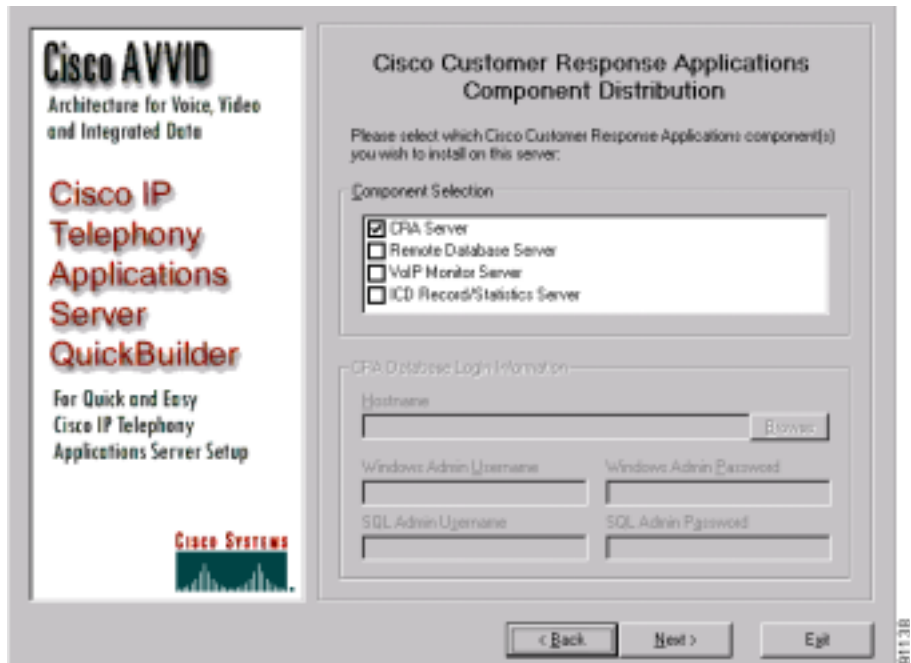 Cisco AVVID
Architecture for Voice, Video
and Integrated Data
Cisco IP
Telephony
Applications
Server
QuickBuilder
For Quick and Easy
Cisco IP Telephony
Applications Server Setup
CISCO SYSTEMS
Cisco Customer Response Applications
Component Distribution
Please select which Cisco Customer Response Applications component(s)
you wish to install on this server:
Component Selection
CRA Server
Remote Database Server
VoIP Monitor Server
ICD Record/Statistics Server
CRA Database Login Information
Hostname
Browse
Windows Admin Username
Windows Admin Password
SQL Admin Username
SQL Admin Password
< Back
Next >
Exit
91138